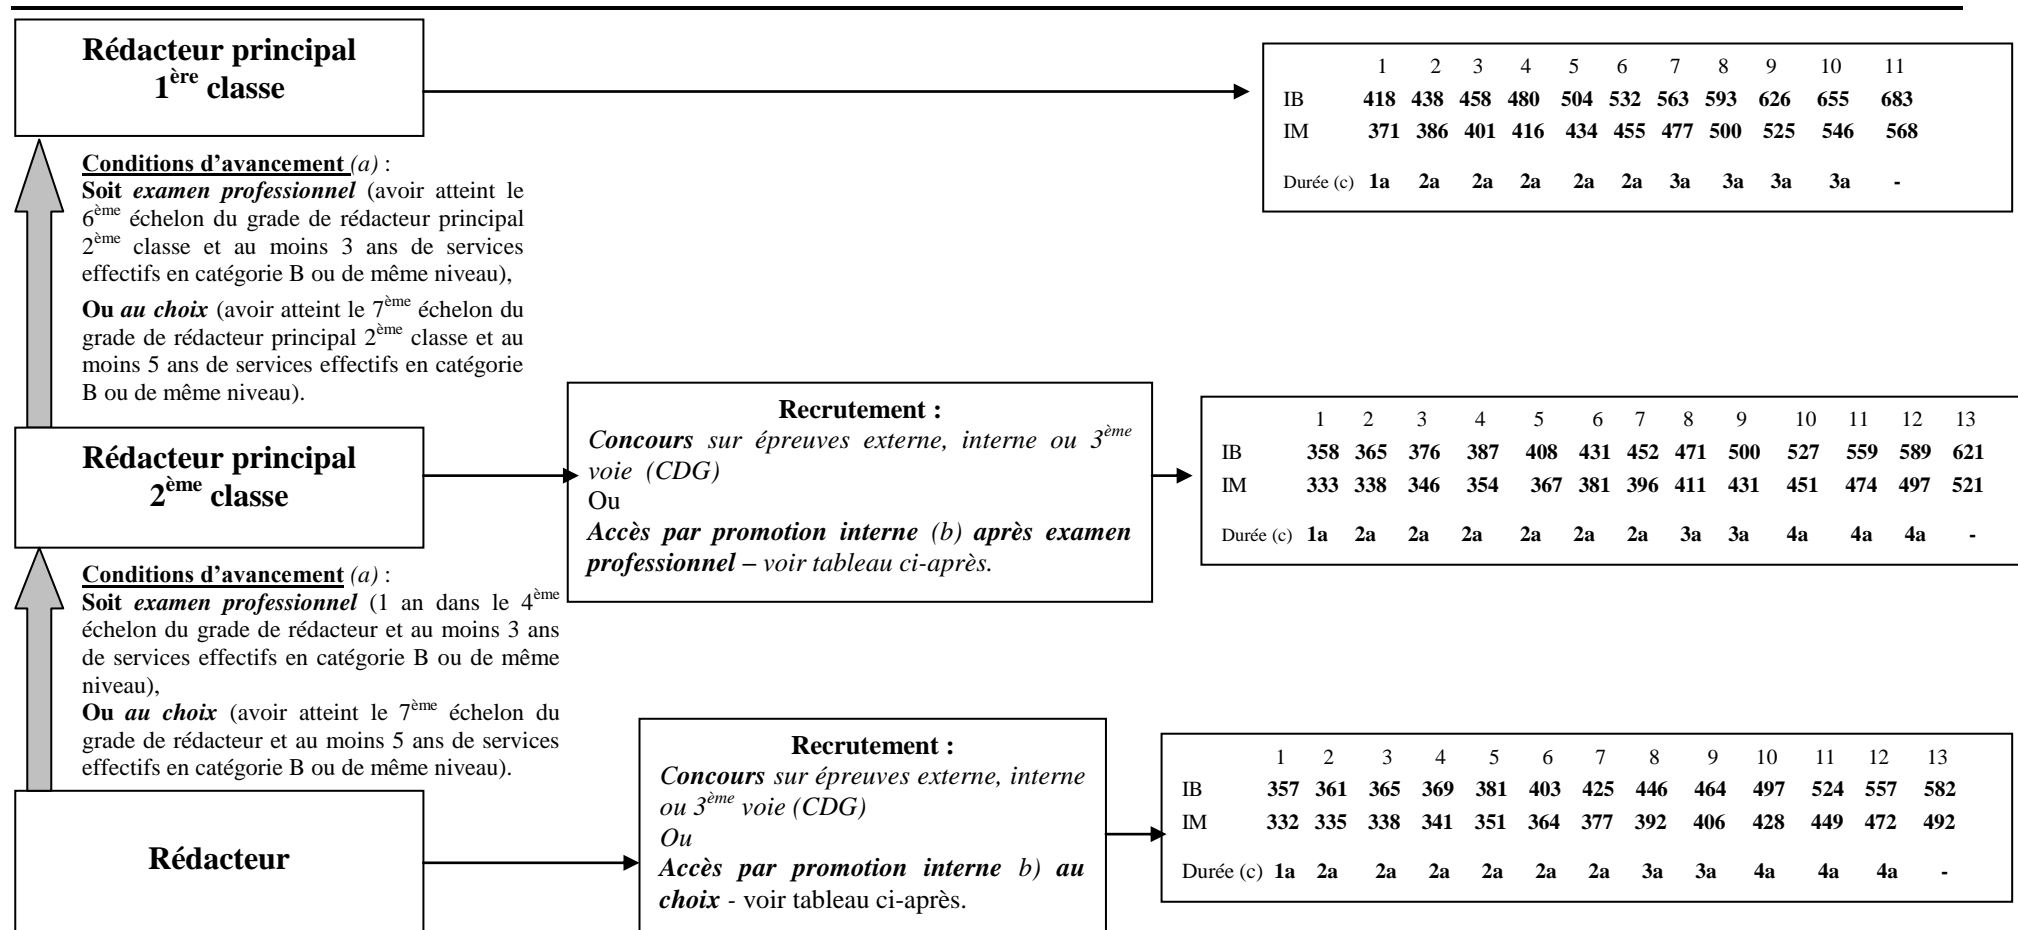 Rédacteur principal
1ère classe
1 2 3 4 5 6 7 8 9 10 11
IB 418 438 458 480 504 532 563 593 626 655 683
IM 371 386 401 416 434 455 477 500 525 546 568
Durée (c) 1a 2a 2a 2a 2a 2a 3a 3a 3a 3a -
Conditions d’avancement (a) :
Soit examen professionnel (avoir atteint le
6ème échelon du grade de rédacteur principal
2ème classe et au moins 3 ans de services
effectifs en catégorie B ou de même niveau),
Ou au choix (avoir atteint le 7ème échelon du
grade de rédacteur principal 2ème classe et au
moins 5 ans de services effectifs en catégorie
B ou de même niveau).
Rédacteur principal
2ème classe
Recrutement :
Concours sur épreuves externe, interne ou 3ème
voie (CDG)
Ou
Accès par promotion interne (b) après examen
professionnel – voir tableau ci-après.
1 2 3 4 5 6 7 8 9 10 11 12 13
IB 358 365 376 387 408 431 452 471 500 527 559 589 621
IM 333 338 346 354 367 381 396 411 431 451 474 497 521
Durée (c) 1a 2a 2a 2a 2a 2a 2a 3a 3a 4a 4a 4a -
Conditions d’avancement (a) :
Soit examen professionnel (1 an dans le 4ème
échelon du grade de rédacteur et au moins 3 ans
de services effectifs en catégorie B ou de même
niveau),
Ou au choix (avoir atteint le 7ème échelon du
grade de rédacteur et au moins 5 ans de services
effectifs en catégorie B ou de même niveau).
Rédacteur
Recrutement :
Concours sur épreuves externe, interne
ou 3ème voie (CDG)
Ou
Accès par promotion interne b) au
choix - voir tableau ci-après.
1 2 3 4 5 6 7 8 9 10 11 12 13
IB 357 361 365 369 381 403 425 446 464 497 524 557 582
IM 332 335 338 341 351 364 377 392 406 428 449 472 492
Durée (c) 1a 2a 2a 2a 2a 2a 2a 3a 3a 4a 4a 4a -